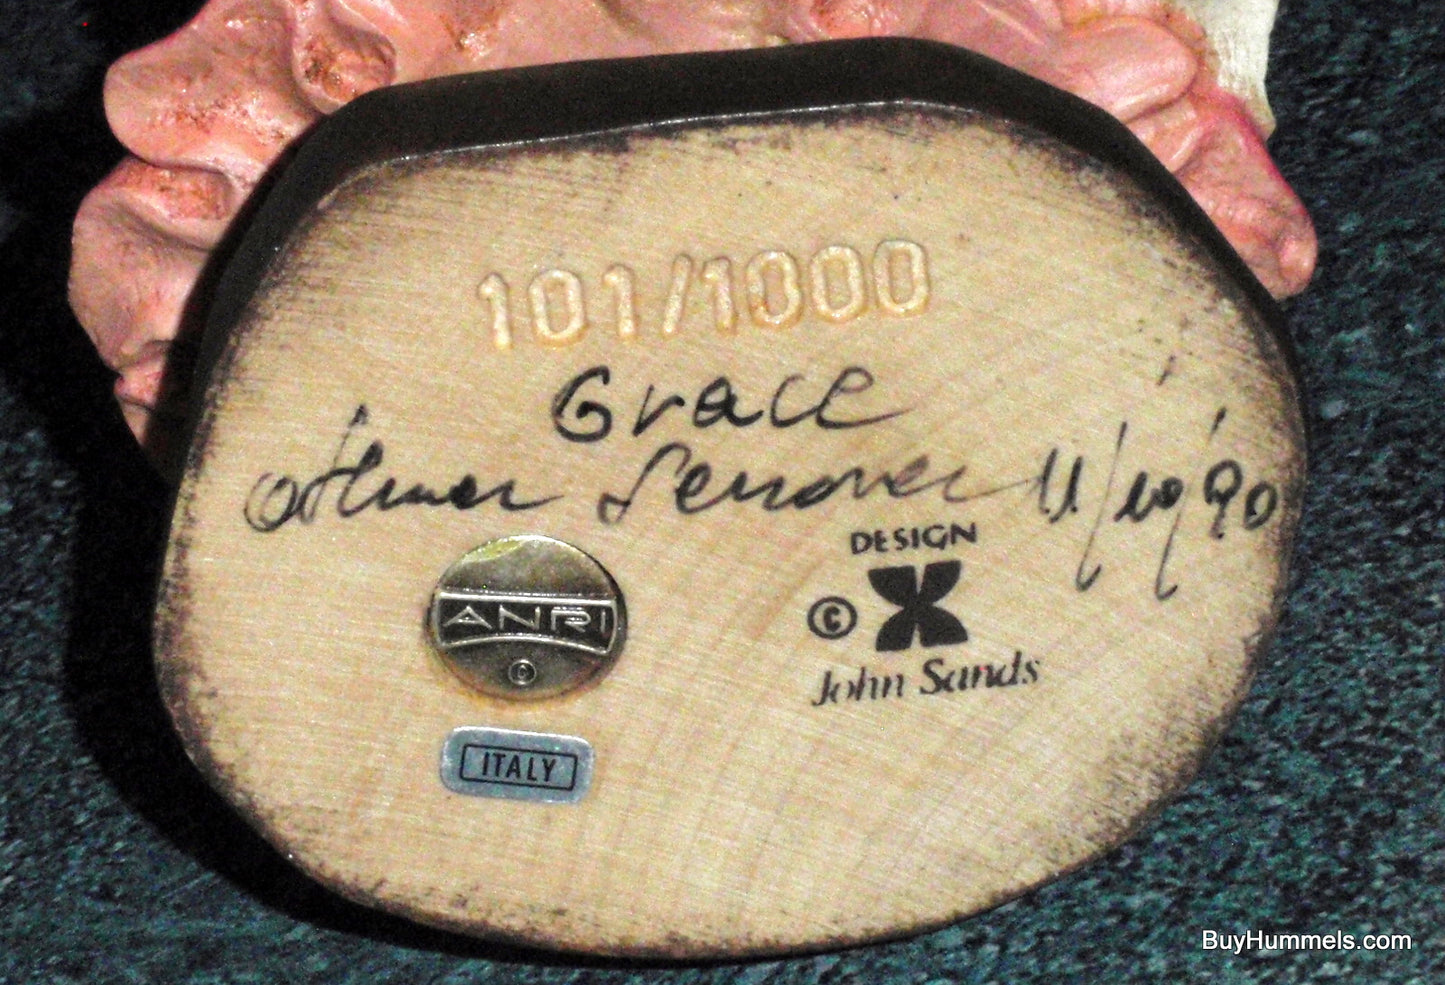 101/1000
Grace
11/10/90
DESIGN
©
John Sands
ANRI
©
ITALY
BuyHummels.com